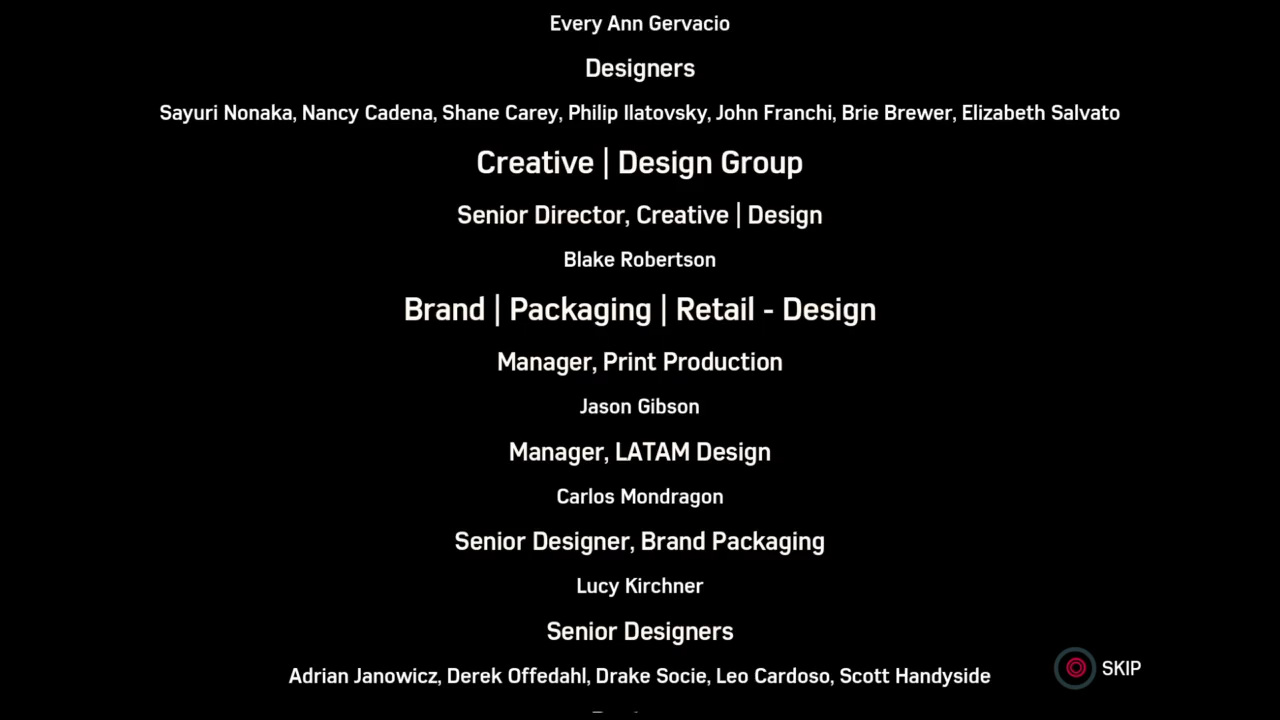 Every Ann Gervacio
Designers
Sayuri Nonaka, Nancy Cadena, Shane Carey, Philip Ilatovsky, John Franchi, Brie Brewer, Elizabeth Salvato
Creative | Design Group
Senior Director, Creative | Design
Blake Robertson
Brand | Packaging | Retail - Design
Manager, Print Production
Jason Gibson
Manager, LATAM Design
Carlos Mondragon
Senior Designer, Brand Packaging
Lucy Kirchner
Senior Designers
Adrian Janowicz, Derek Offedahl, Drake Socie, Leo Cardoso, Scott Handyside
SKIP